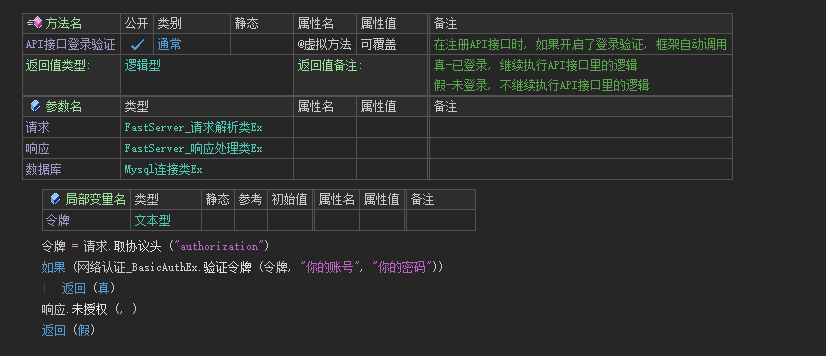 方法名 公开 类别 静态 属性名 属性值 备注
API接口登录验证 通常 @虚拟方法 可覆盖 在注册API接口时, 如果开启了登录验证, 框架自动调用
返回值类型: 逻辑型 返回值备注: 真-已登录, 继续执行API接口里的逻辑
假-未登录, 不继续执行API接口里的逻辑
参数名 类型 属性名 属性值 备注
请求 FastServer_请求解析类Ex
响应 FastServer_响应处理类Ex
数据库 Mysql连接类Ex
局部变量名 类型 静态 参考 初始值 属性名 属性值 备注
令牌 文本型
令牌 = 请求.取协议头 ("authorization")
如果 (网络认证_BasicAuthEx.验证令牌 (令牌, "你的账号", "你的密码"))
返回 (真)
响应.未授权 (, )
返回 (假)